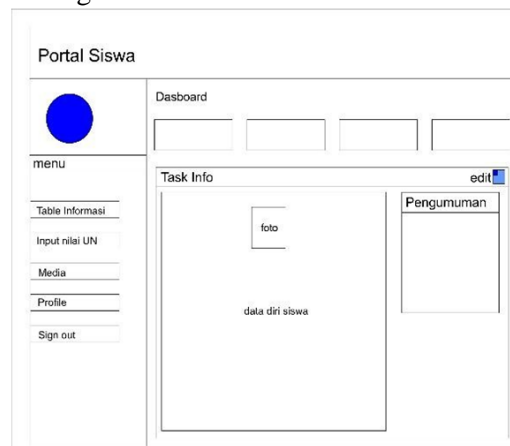 Portal Siswa
Dasboard
menu
Task Info
edit
Table Informasi
Input nilai UN
Media
Profile
Sign out
foto
data diri siswa
Pengumuman